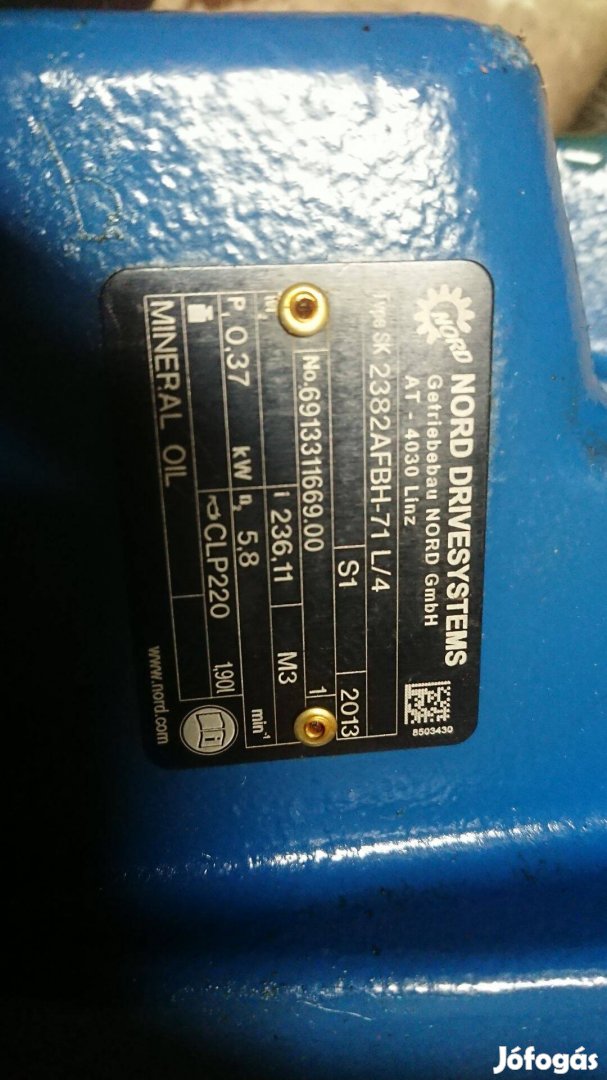 NORD
NORD DRIVESYSTEMS
Getriebebau NORD GmbH
AT - 4030 Linz
8503430
Type SK 2382AFBH-71 L/4
S1 2013
No. 6913311669.00 1
i 236,11 M3
P₁ 0,37 kW n₂ 5,8 min⁻¹
CLP220 1,90l
MINERAL OIL
www.nord.com
Jófogás